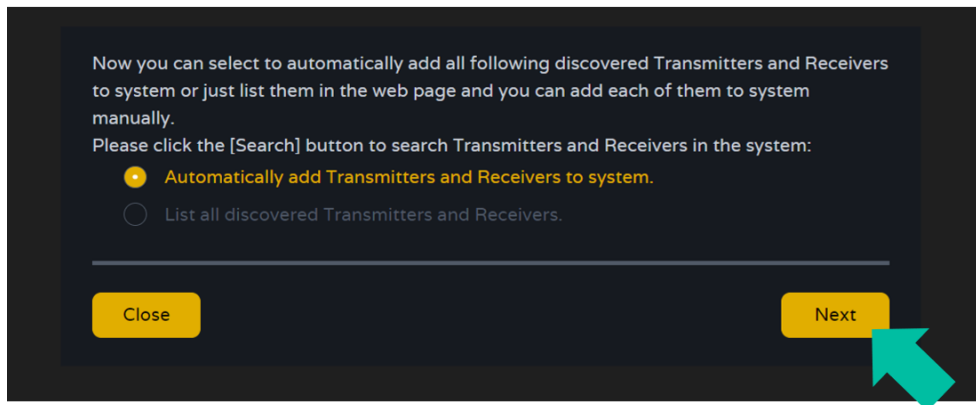 Now you can select to automatically add all following discovered Transmitters and Receivers
to system or just list them in the web page and you can add each of them to system
manually.
Please click the [Search] button to search Transmitters and Receivers in the system:
Automatically add Transmitters and Receivers to system.
List all discovered Transmitters and Receivers.
Close
Next